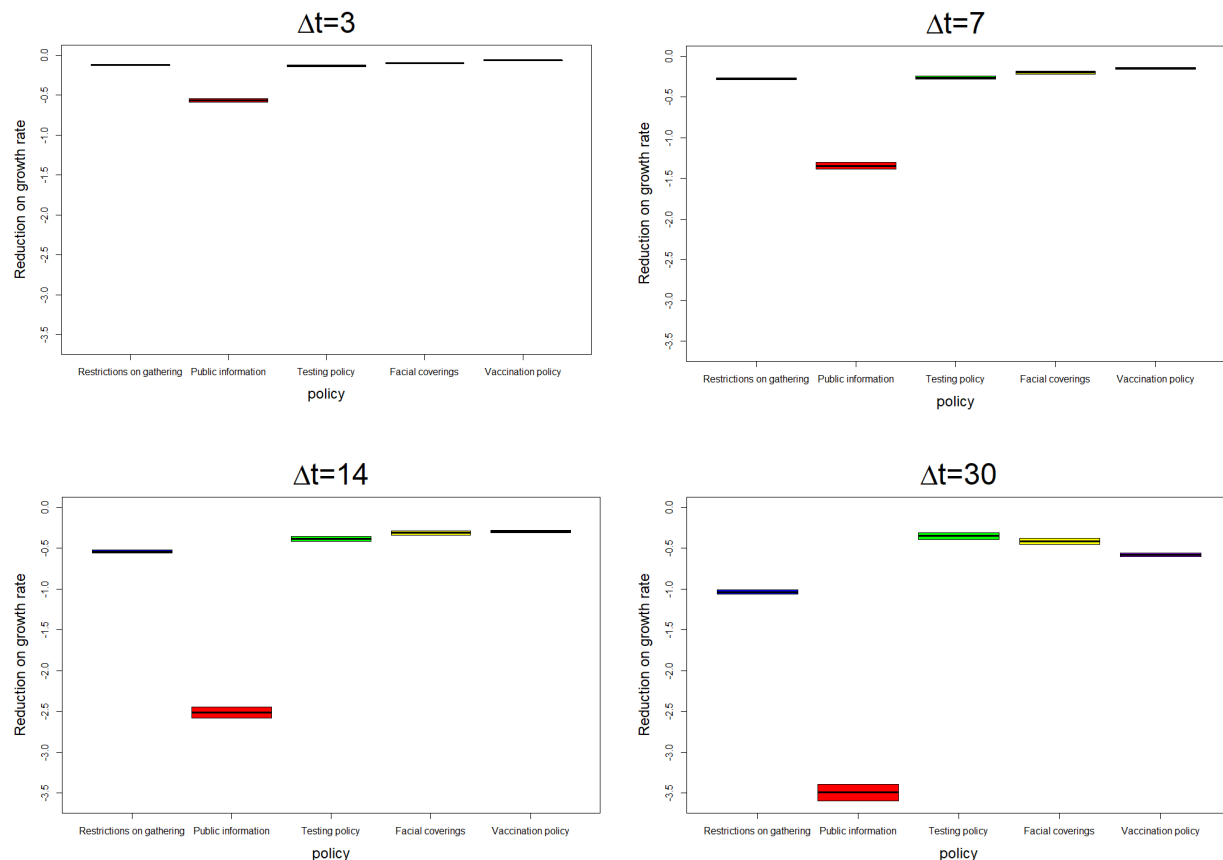 Δt=3
Reduction on growth rate
0.0
-0.5
-1.0
-1.5
-2.0
-2.5
-3.0
-3.5
Restrictions on gathering Public information Testing policy Facial coverings Vaccination policy
policy
Δt=7
Reduction on growth rate
0.0
-0.5
-1.0
-1.5
-2.0
-2.5
-3.0
-3.5
Restrictions on gathering Public information Testing policy Facial coverings Vaccination policy
policy
Δt=14
Reduction on growth rate
0.0
-0.5
-1.0
-1.5
-2.0
-2.5
-3.0
-3.5
Restrictions on gathering Public information Testing policy Facial coverings Vaccination policy
policy
Δt=30
Reduction on growth rate
0.0
-0.5
-1.0
-1.5
-2.0
-2.5
-3.0
-3.5
Restrictions on gathering Public information Testing policy Facial coverings Vaccination policy
policy